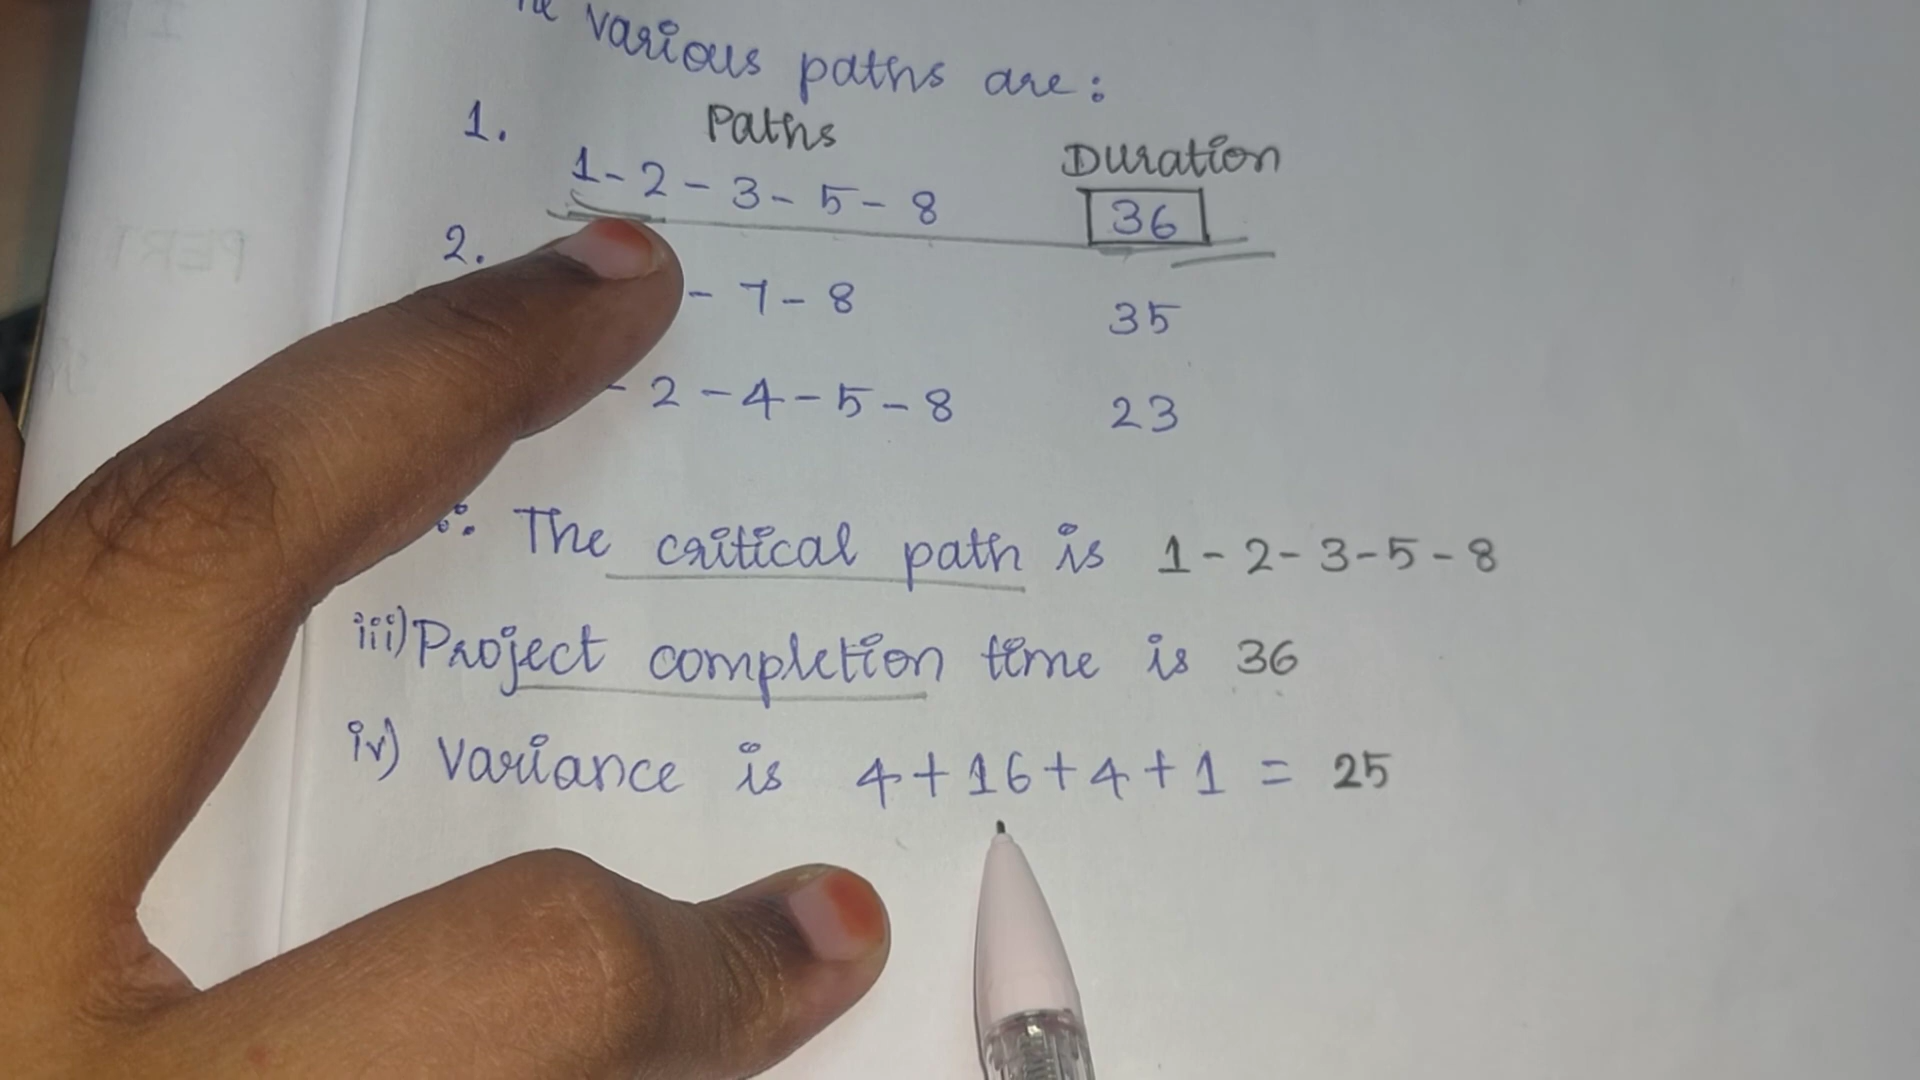 various paths are:
1. Paths Duration
1 - 2 - 3 - 5 - 8 36
2.
- 7 - 8 35
- 2 - 4 - 5 - 8 23
∴ The critical path is 1 - 2 - 3 - 5 - 8
iii) Project completion time is 36
iv) Variance is 4 + 16 + 4 + 1 = 25
PERT